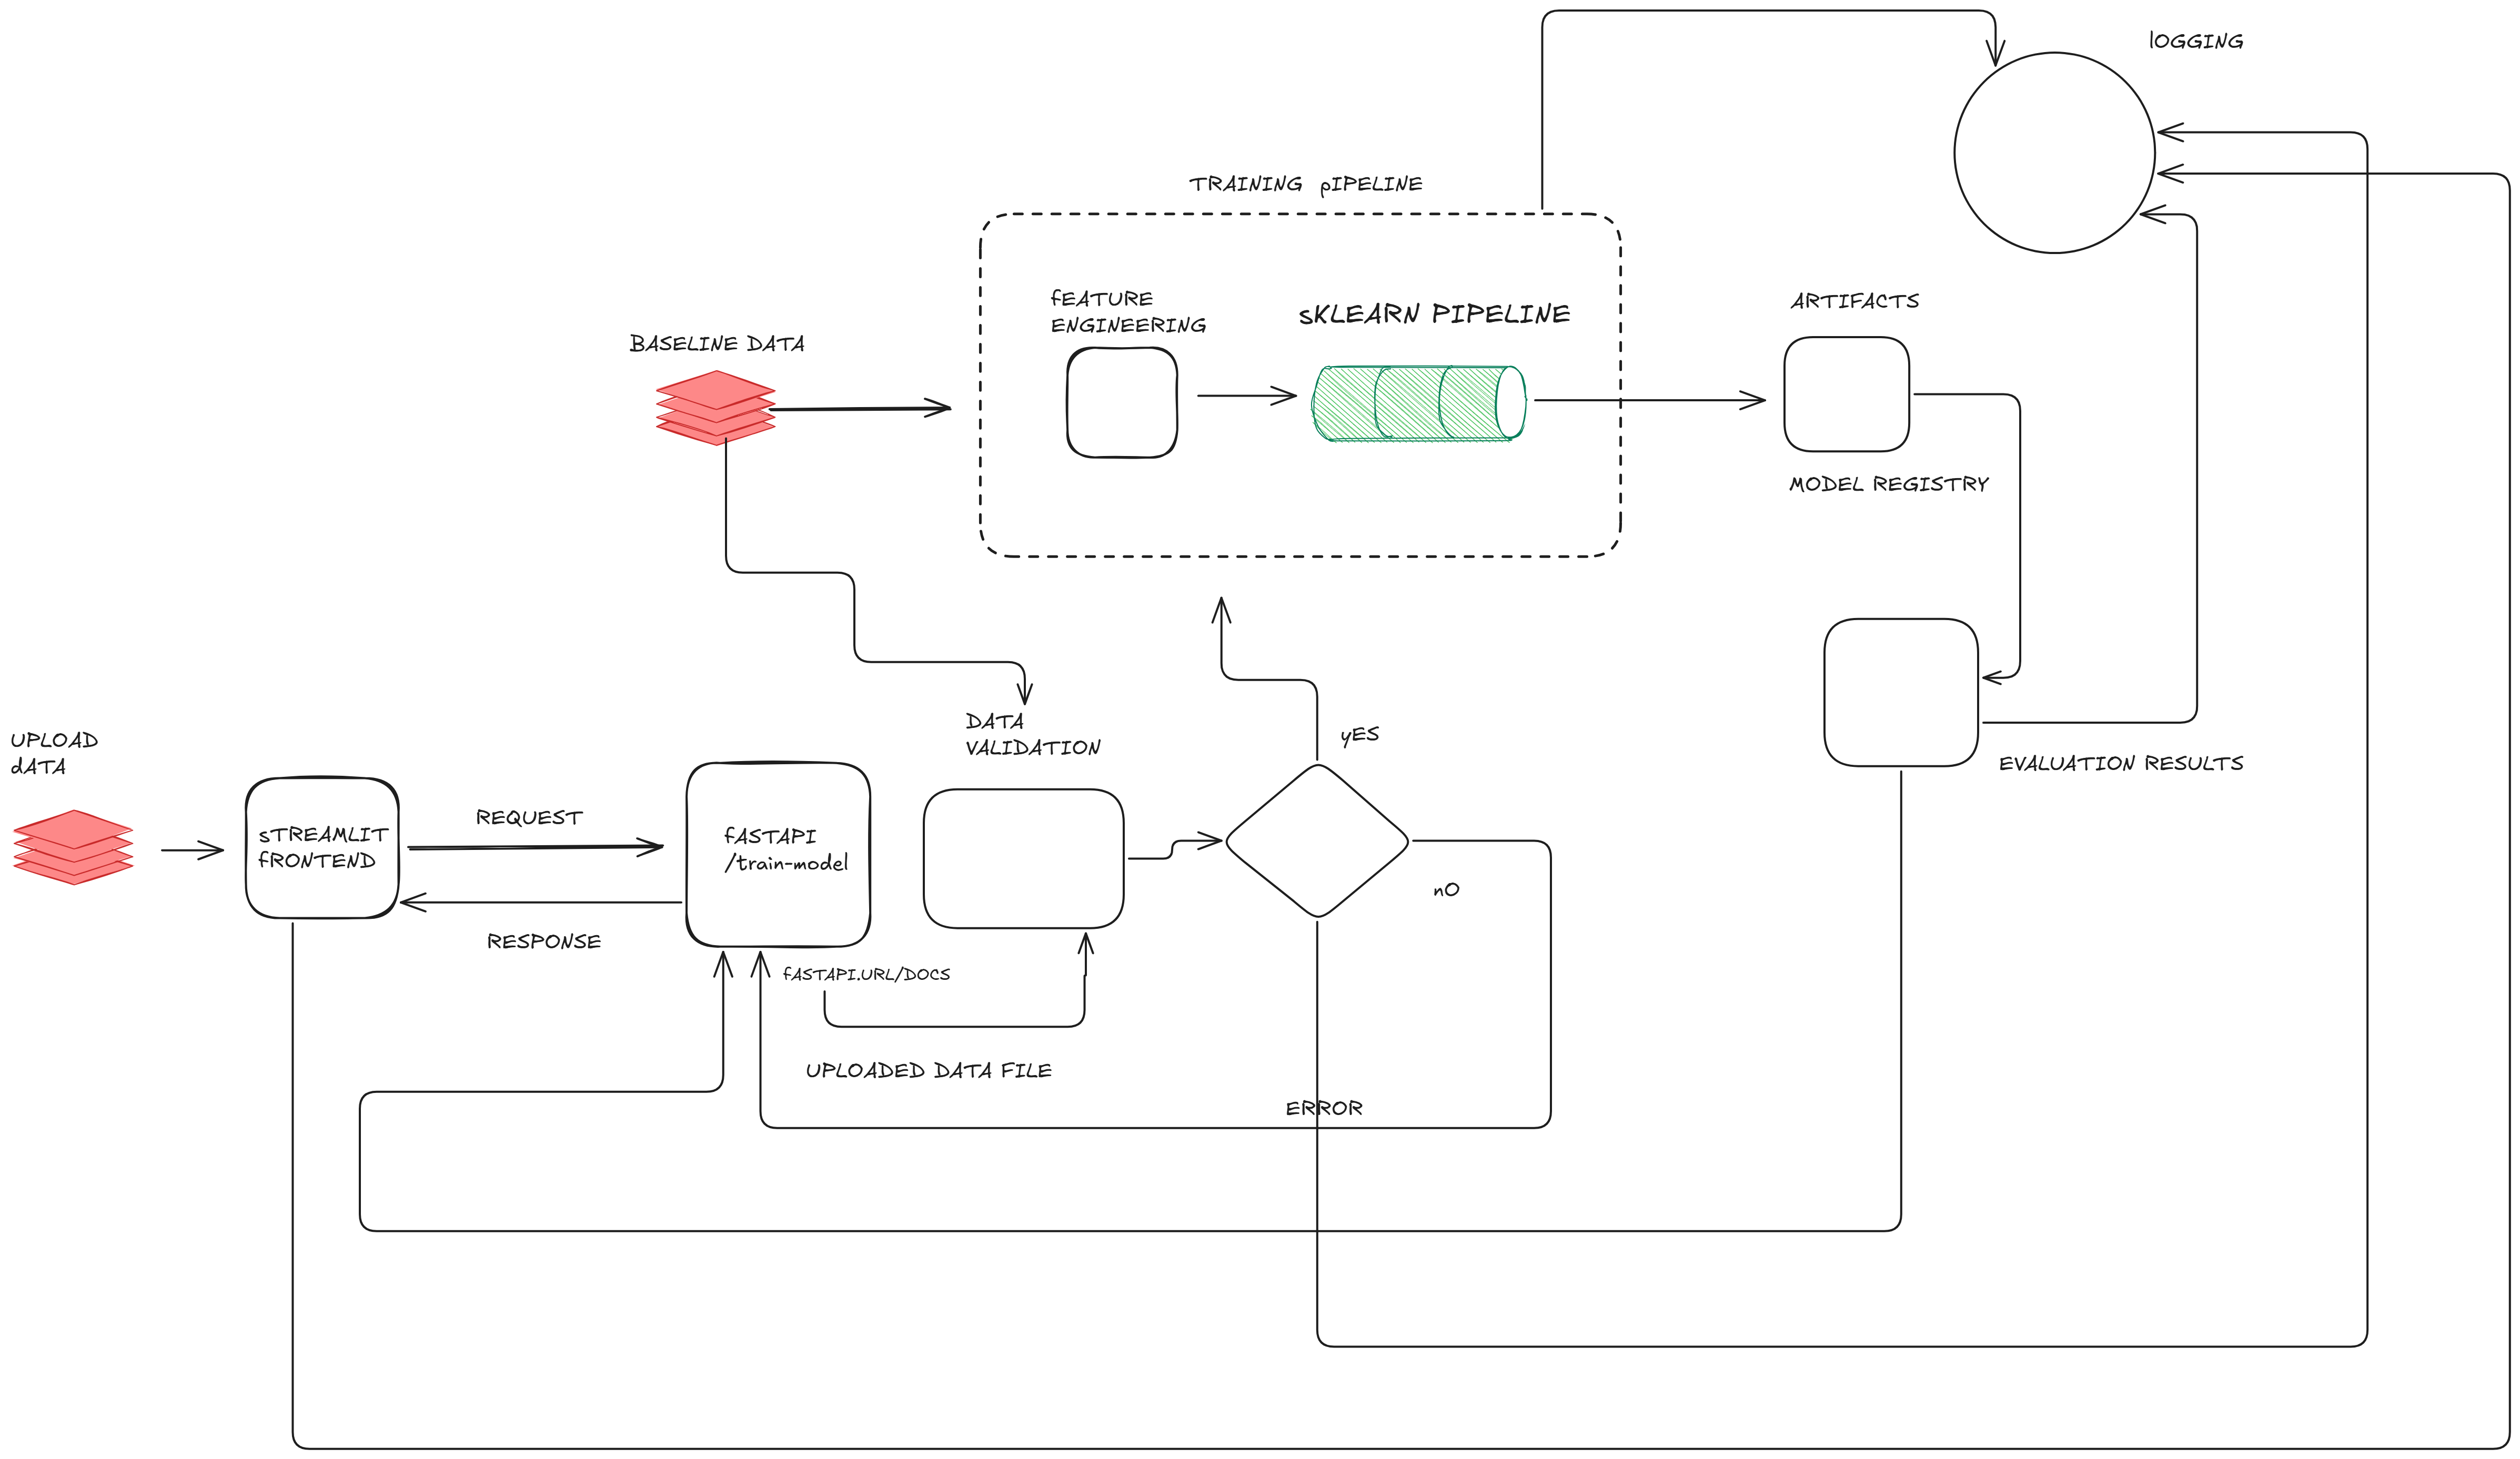 lOGGING
TRAINING pIPELINE
fEATURE
ENGINEERING
sKLEARN PIPELINE
ARTIFACTS
BASELINE DATA
MODEL REGISTRY
DATA
VALIDATION
yES
UPLOAD
dATA
EVALUATION RESULTS
REQUEST
sTREAMLIT
fRONTEND
fASTAPI
/train-model
nO
RESPONSE
fASTAPI.URL/DOCS
UPLOADED DATA FILE
ERROR